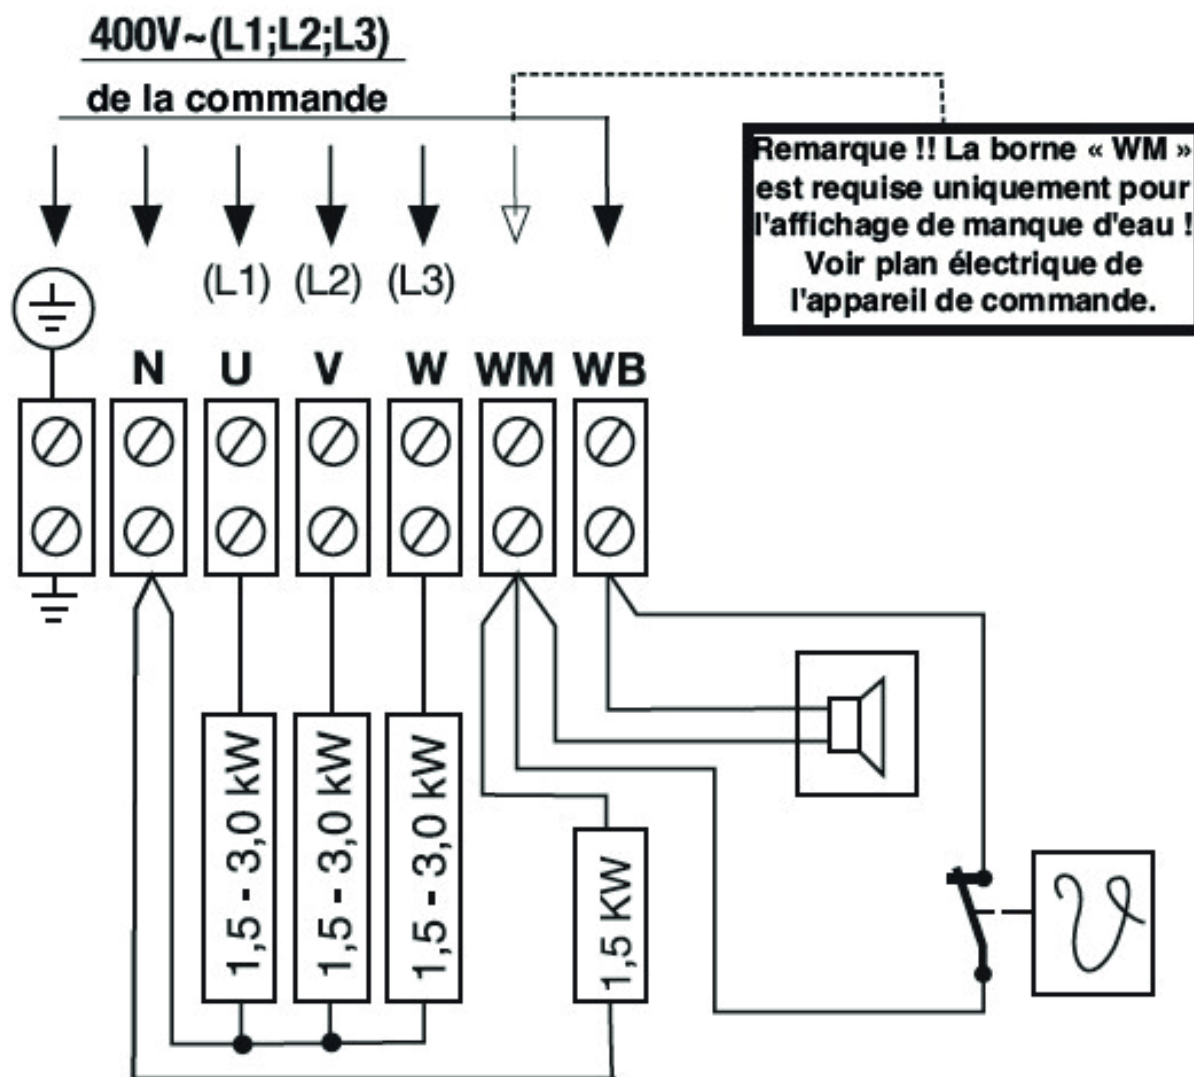 400V~(L1;L2;L3)
de la commande
Remarque !! La borne « WM »
est requise uniquement pour
l'affichage de manque d'eau !
Voir plan électrique de
l'appareil de commande.
(L1) (L2) (L3)
N U V W WM WB
1,5 - 3,0 kW
1,5 - 3,0 kW
1,5 - 3,0 kW
1,5 KW
ϑ